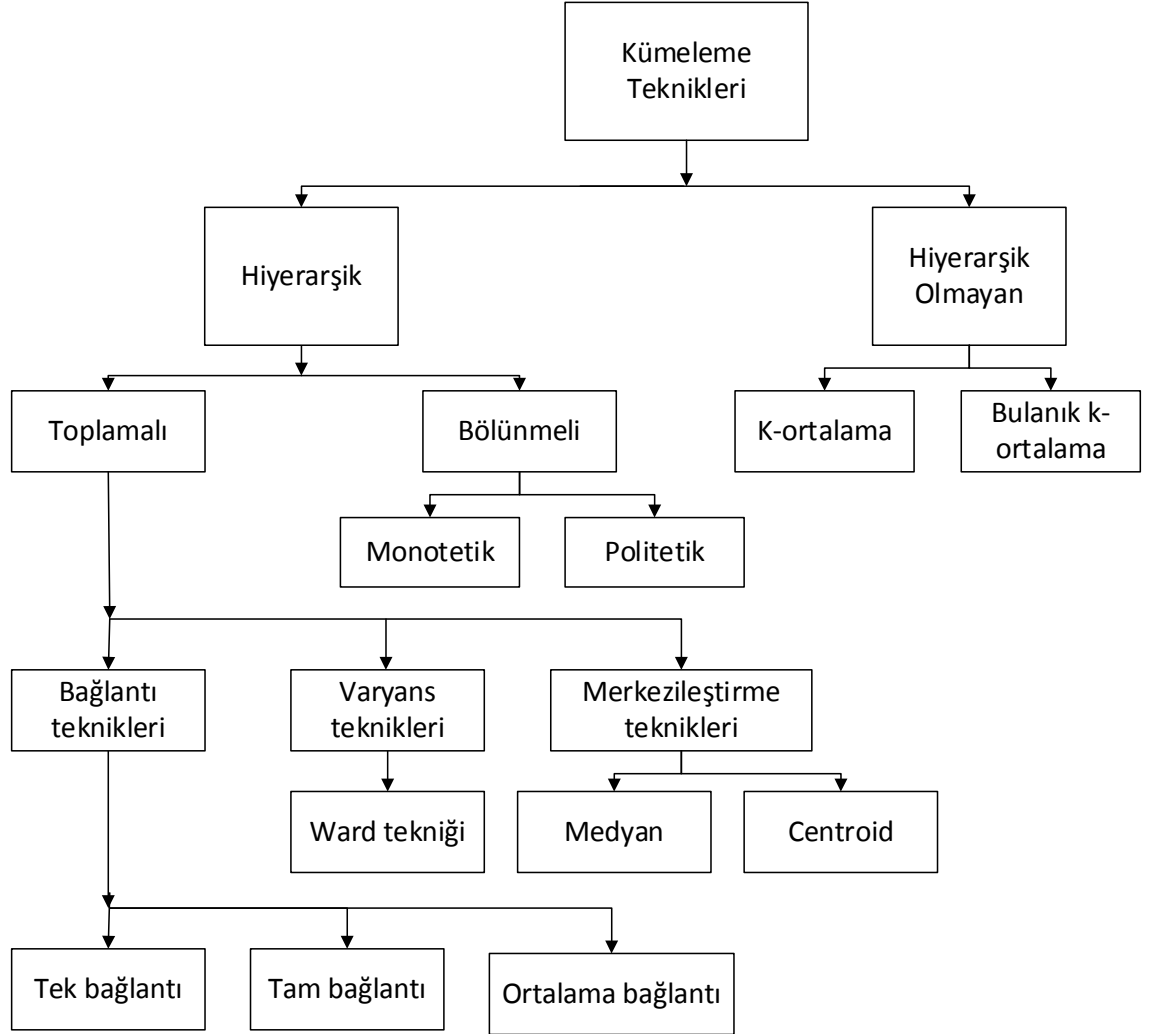 Kümeleme
Teknikleri
Hiyerarşik
Hiyerarşik
Olmayan
Toplamalı
Bölünmeli
K-ortalama
Bulanık k-
ortalama
Monotetik
Politetik
Bağlantı
teknikleri
Varyans
teknikleri
Merkezileştirme
teknikleri
Ward tekniği
Medyan
Centroid
Tek bağlantı
Tam bağlantı
Ortalama bağlantı